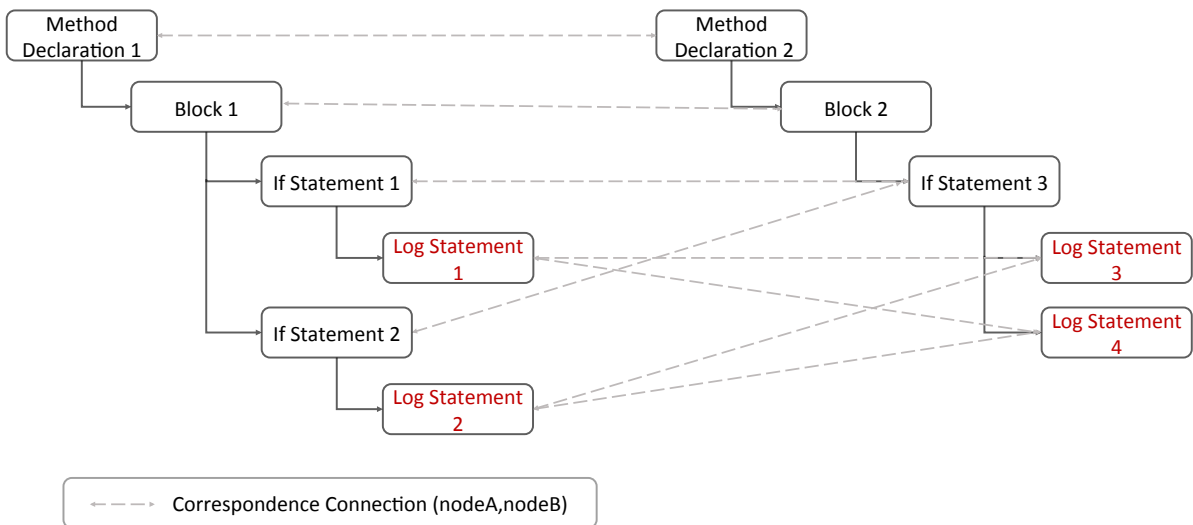 Method
Declaration 1
Method
Declaration 2
Block 1
Block 2
If Statement 1
If Statement 3
Log Statement
1
Log Statement
3
If Statement 2
Log Statement
4
Log Statement
2
Correspondence Connection (nodeA,nodeB)